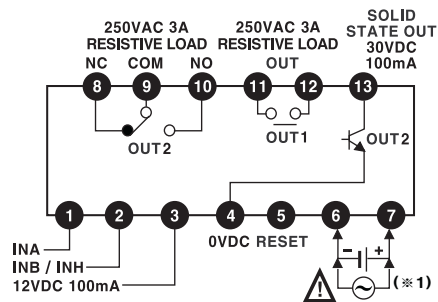 250VAC 3A
RESISTIVE LOAD
NC COM NO
250VAC 3A
RESISTIVE LOAD
OUT
SOLID
STATE OUT
30VDC
100mA
8 9 10 11 12 13
OUT2
OUT1
OUT2
1 2 3 4 5 6 7
0VDC RESET
INA
INB / INH
12VDC 100mA
- +
(※1)